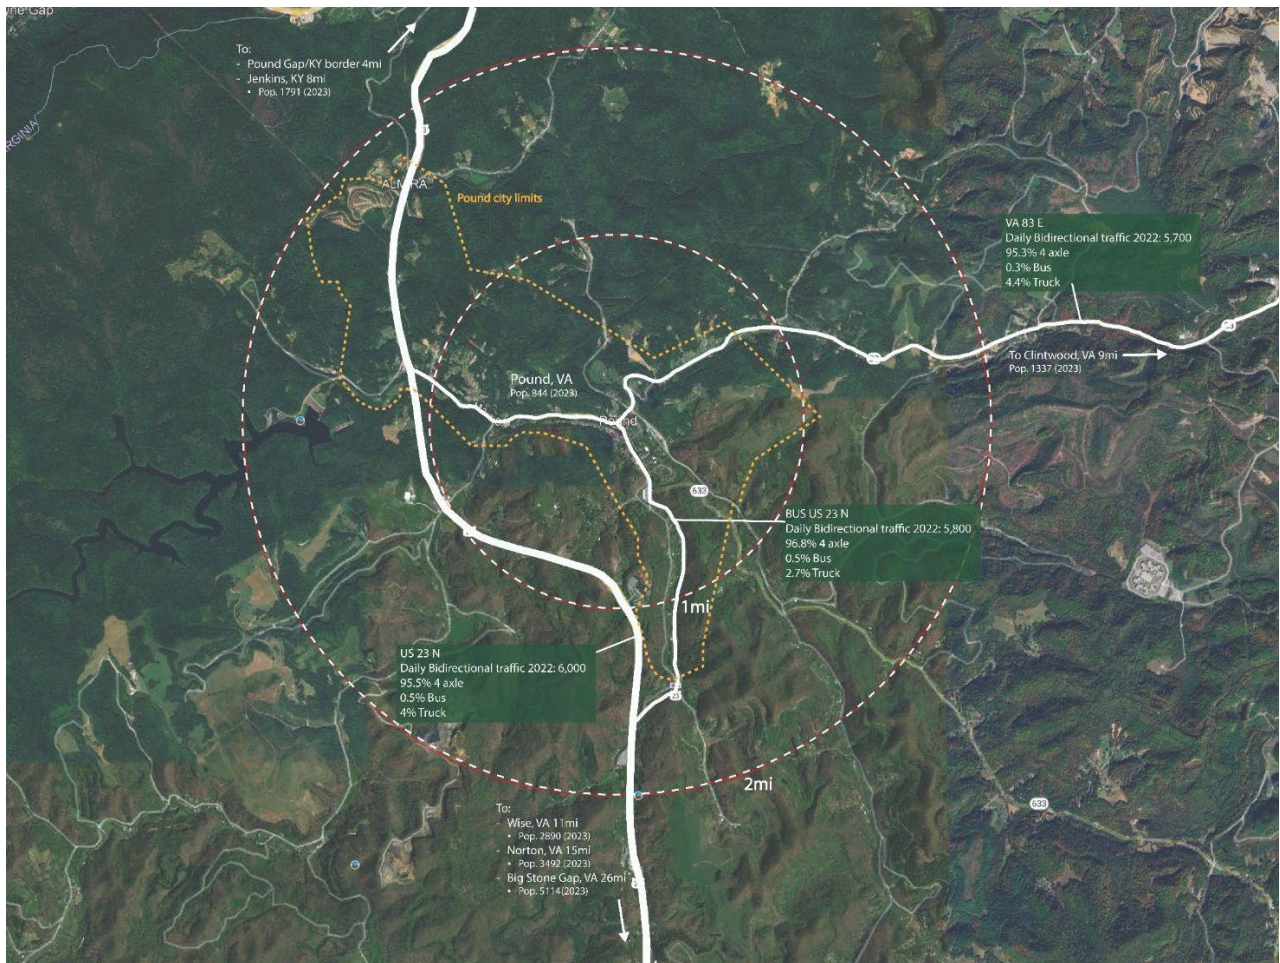 To:
- Pound Gap/KY border 4mi
- Jenkins, KY 8mi
• Pop. 1791 (2023)
Pound city limits
VA 83 E
Daily Bidirectional traffic 2022: 5,700
95.3% 4 axle
0.3% Bus
4.4% Truck
To Clintwood, VA 9mi
Pop. 1337 (2023)
Pound, VA
Pop. 844 (2023)
Pound
633
BUS US 23 N
Daily Bidirectional traffic 2022: 5,800
96.8% 4 axle
0.5% Bus
2.7% Truck
1mi
US 23 N
Daily Bidirectional traffic 2022: 6,000
95.5% 4 axle
0.5% Bus
4% Truck
23
2mi
To:
- Wise, VA 11mi
• Pop. 2890 (2023)
- Norton, VA 15mi
• Pop. 3492 (2023)
- Big Stone Gap, VA 26mi
• Pop. 5114(2023)
633